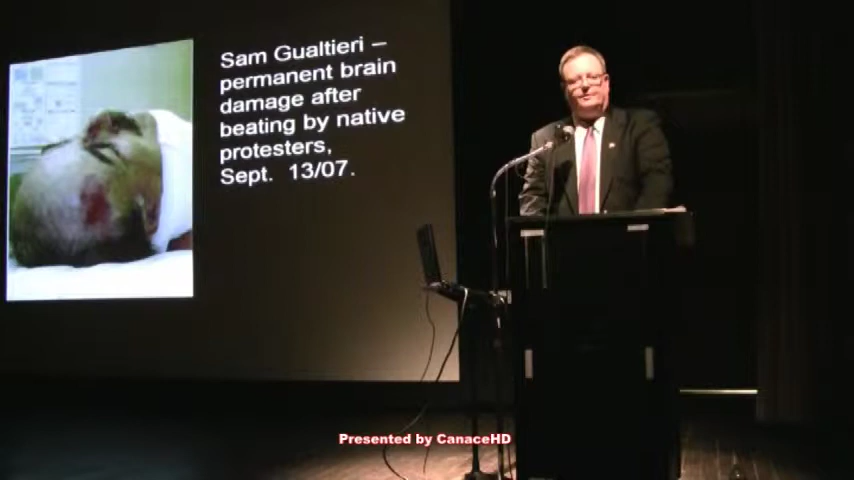 Sam Gualtieri –
permanent brain
damage after
beating by native
protesters,
Sept. 13/07.
Presented by CanaceHD